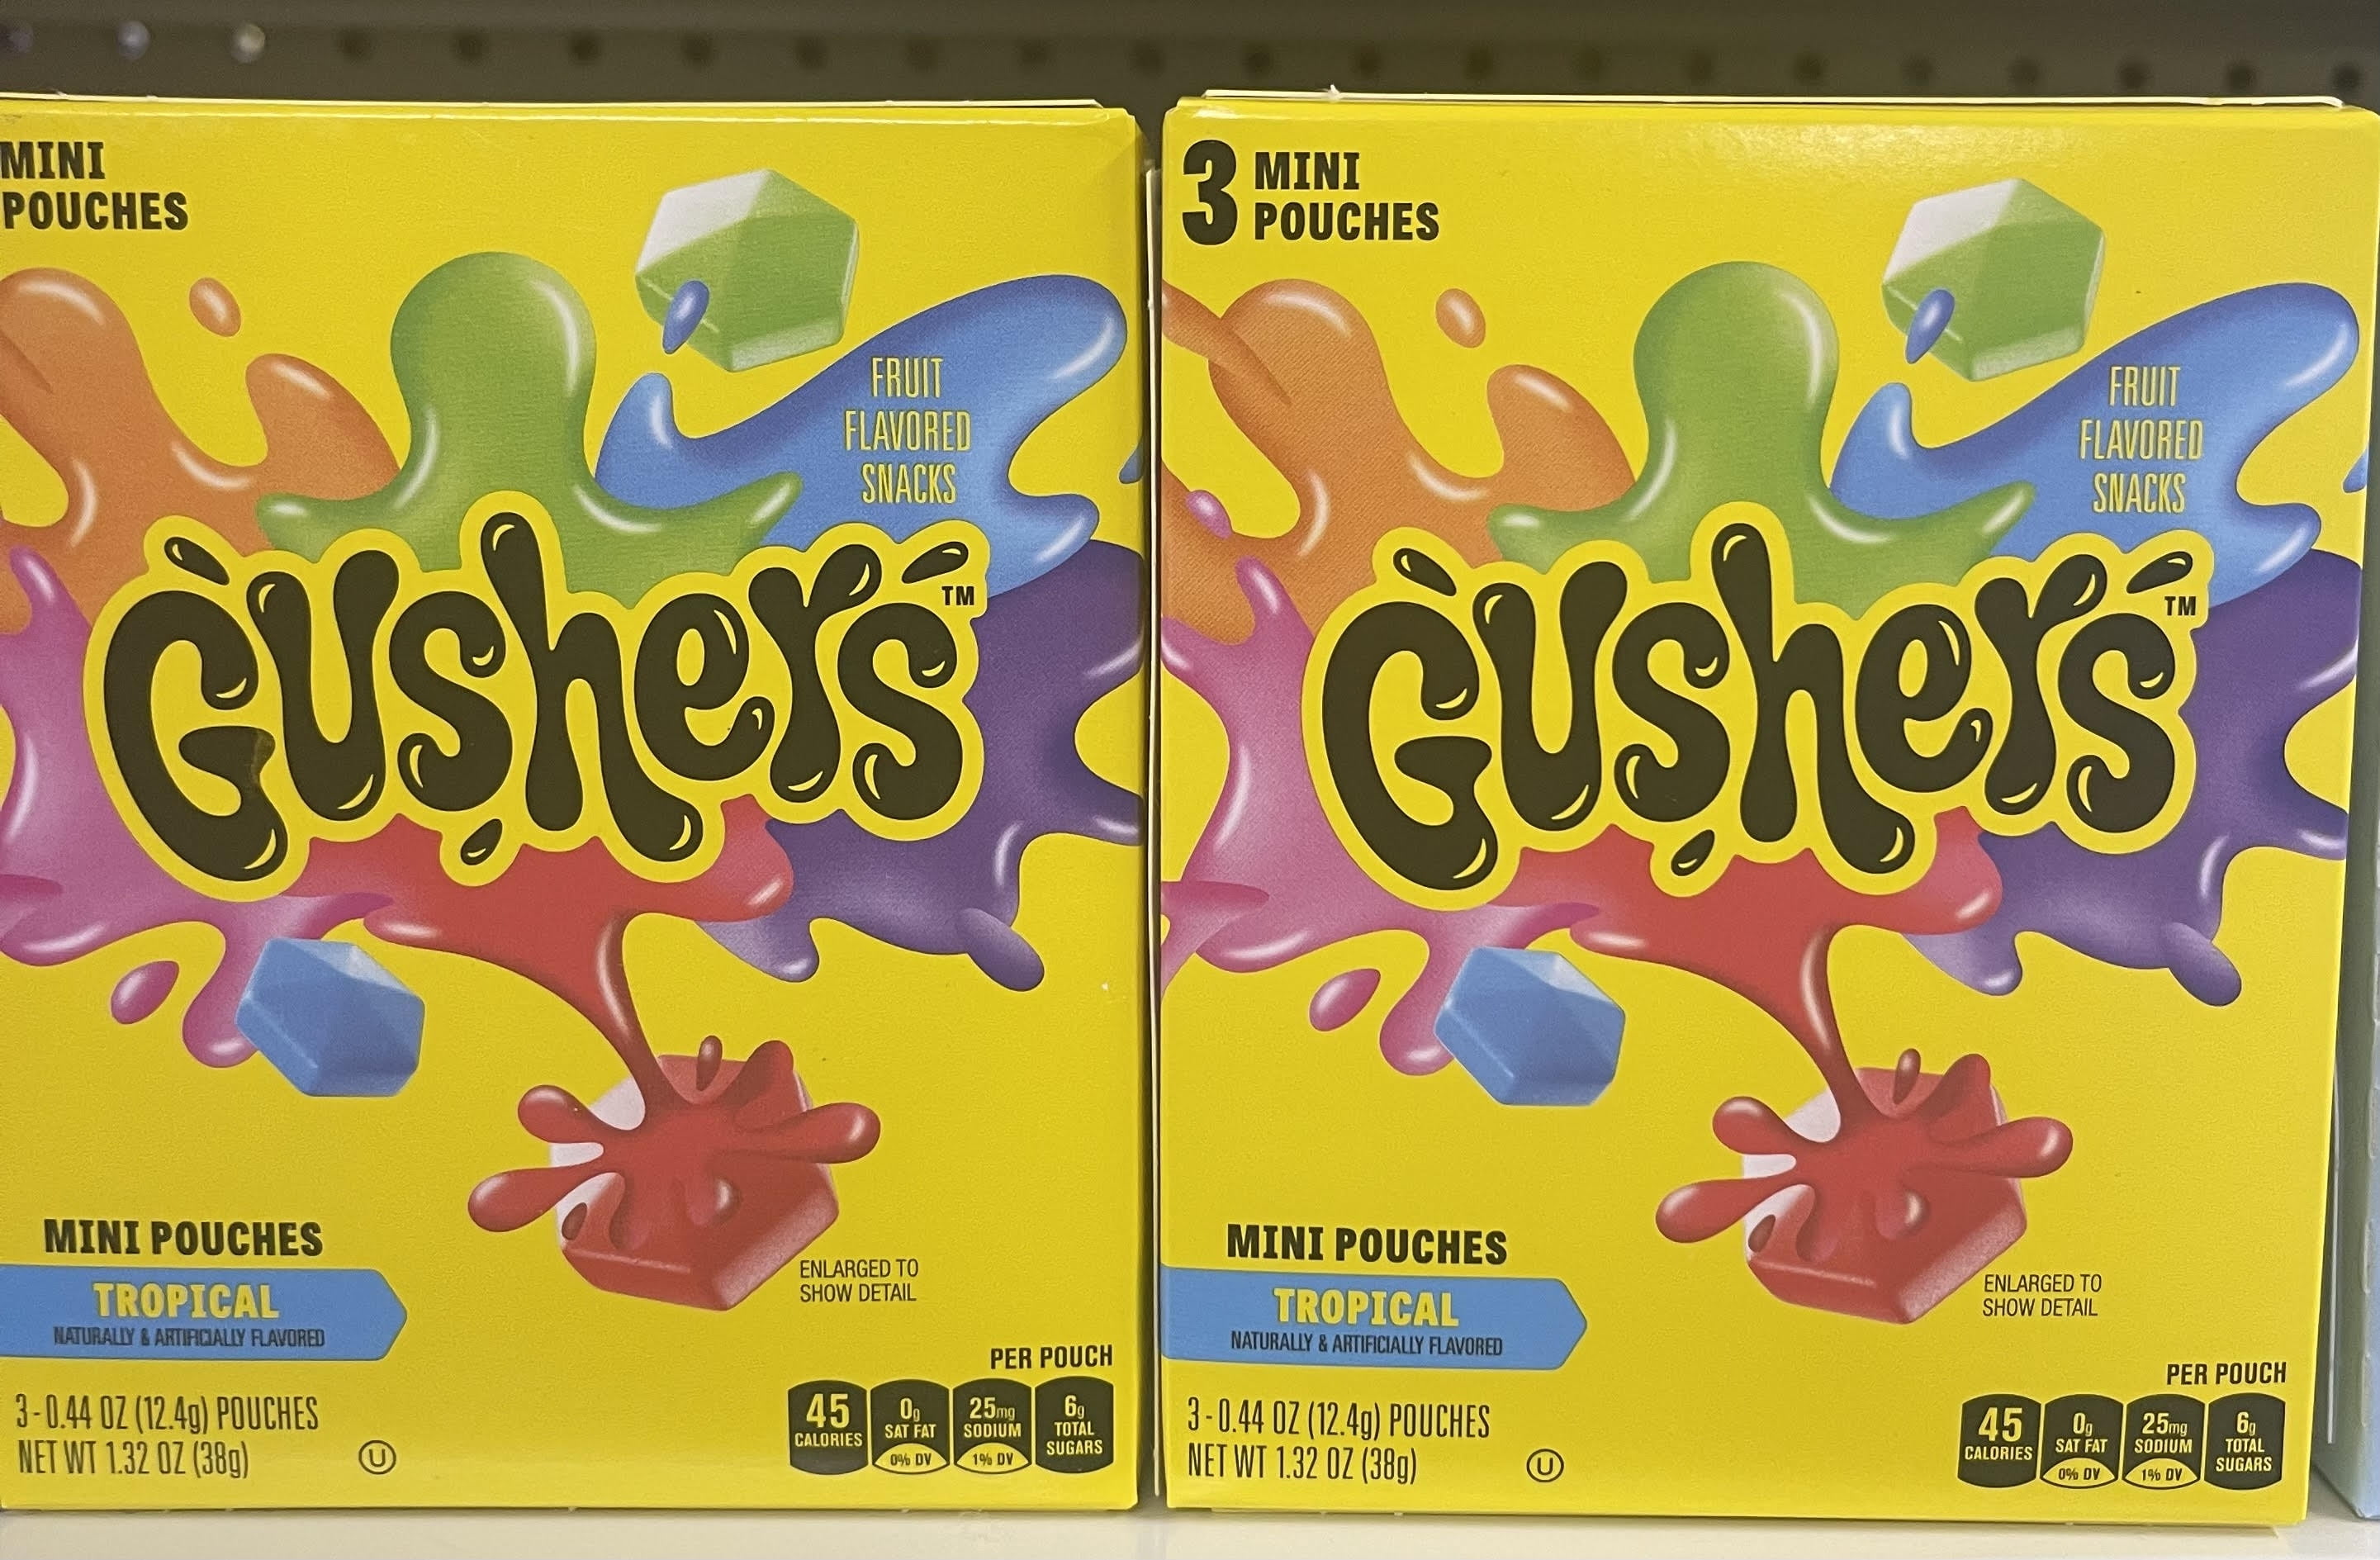 MINI
POUCHES
FRUIT
FLAVORED
SNACKS
Gushers™
MINI POUCHES
TROPICAL
NATURALLY & ARTIFICIALLY FLAVORED
ENLARGED TO
SHOW DETAIL
3-0.44 OZ (12.4g) POUCHES
NET WT 1.32 OZ (38g)
U
PER POUCH
45 CALORIES
0g SAT FAT 0% DV
25mg SODIUM 1% DV
6g TOTAL SUGARS
3 MINI
POUCHES
FRUIT
FLAVORED
SNACKS
Gushers™
MINI POUCHES
TROPICAL
NATURALLY & ARTIFICIALLY FLAVORED
ENLARGED TO
SHOW DETAIL
3-0.44 OZ (12.4g) POUCHES
NET WT 1.32 OZ (38g)
U
PER POUCH
45 CALORIES
0g SAT FAT 0% DV
25mg SODIUM 1% DV
6g TOTAL SUGARS